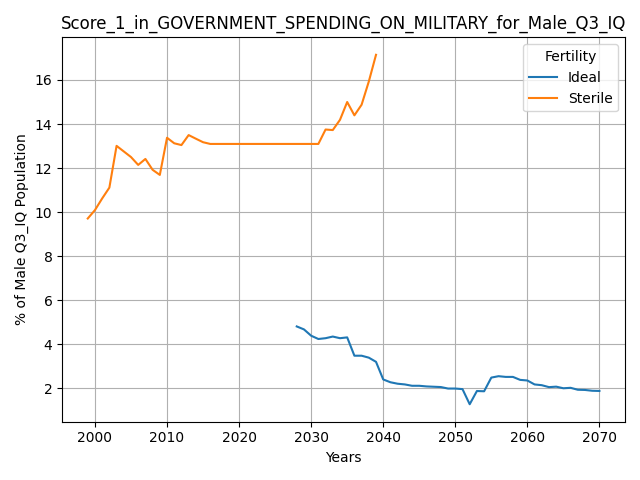 Score_1_in_GOVERNMENT_SPENDING_ON_MILITARY_for_Male_Q3_IQ
Fertility
Ideal
Sterile
% of Male Q3_IQ Population
16
14
12
10
8
6
4
2
2000 2010 2020 2030 2040 2050 2060 2070
Years